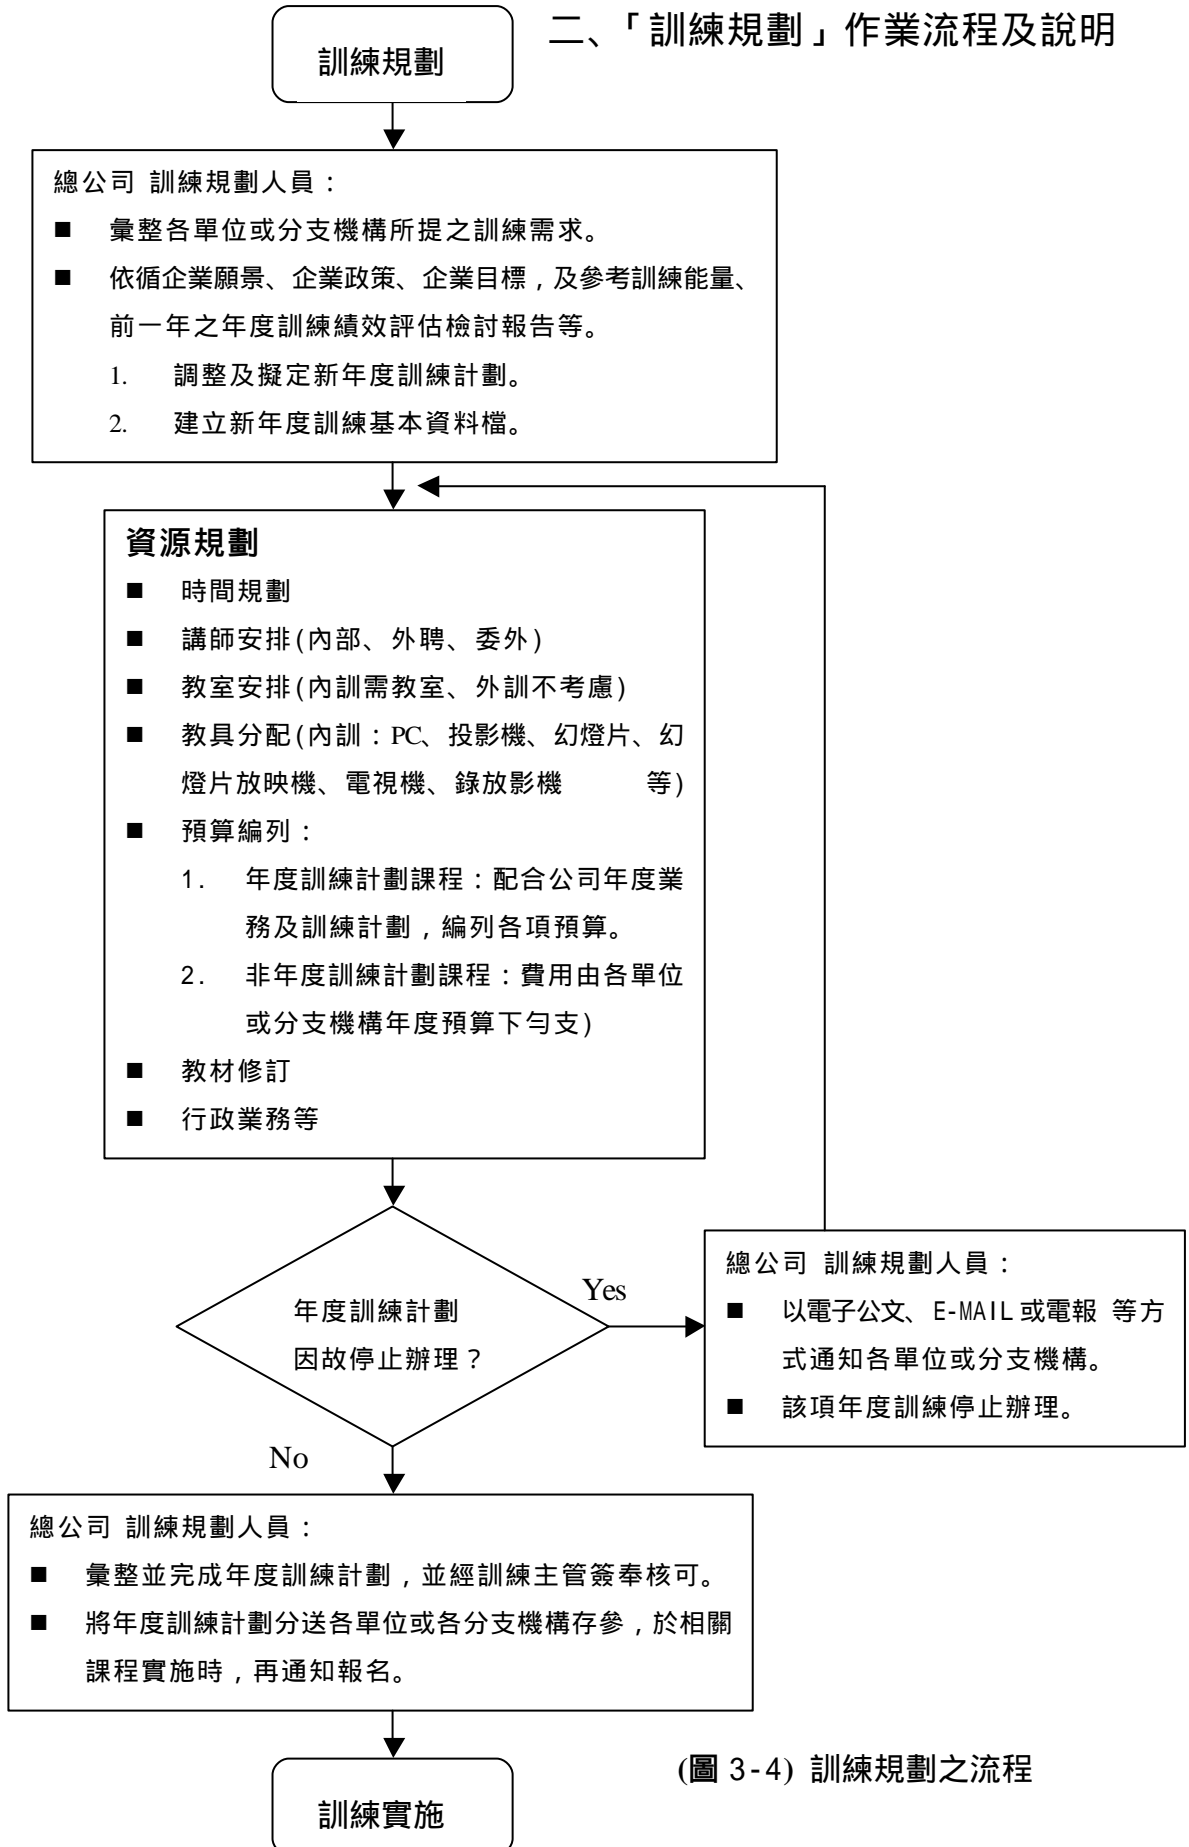 二、「訓練規劃」作業流程及說明
訓練規劃
總公司 訓練規劃人員：
■ 彙整各單位或分支機構所提之訓練需求。
■ 依循企業願景、企業政策、企業目標，及參考訓練能量、
前一年之年度訓練績效評估檢討報告等。
1. 調整及擬定新年度訓練計劃。
2. 建立新年度訓練基本資料檔。
資源規劃
■ 時間規劃
■ 講師安排(內部、外聘、委外)
■ 教室安排(內訓需教室、外訓不考慮)
■ 教具分配(內訓：PC、投影機、幻燈片、幻
燈片放映機、電視機、錄放影機 等)
■ 預算編列：
1. 年度訓練計劃課程：配合公司年度業
務及訓練計劃，編列各項預算。
2. 非年度訓練計劃課程：費用由各單位
或分支機構年度預算下勻支)
■ 教材修訂
■ 行政業務等
年度訓練計劃
因故停止辦理？
Yes
總公司 訓練規劃人員：
■ 以電子公文、E-MAIL或電報 等方
式通知各單位或分支機構。
■ 該項年度訓練停止辦理。
No
總公司 訓練規劃人員：
■ 彙整並完成年度訓練計劃，並經訓練主管簽奉核可。
■ 將年度訓練計劃分送各單位或各分支機構存參，於相關
課程實施時，再通知報名。
訓練實施
(圖 3-4) 訓練規劃之流程